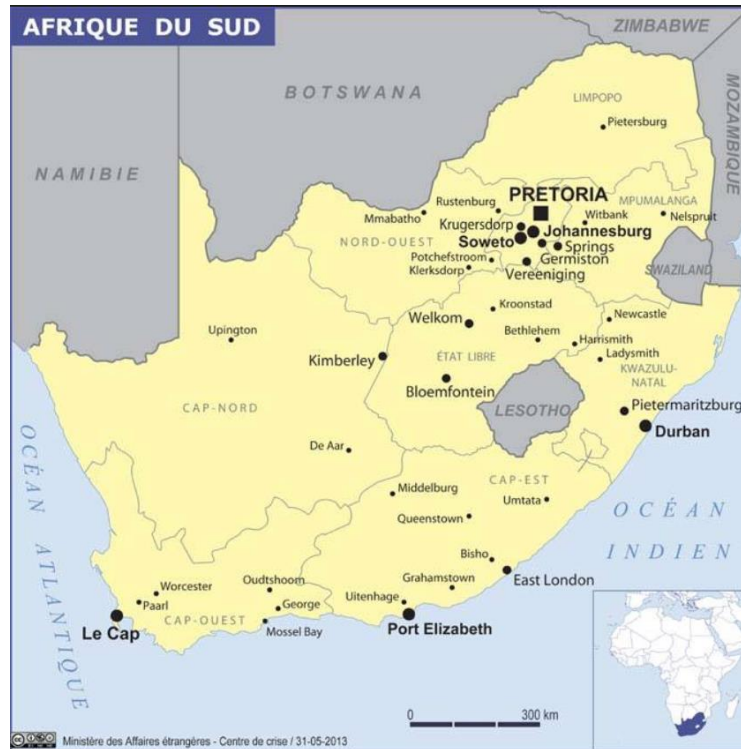 AFRIQUE DU SUD
ZIMBABWE
BOTSWANA
MOZAMBIQUE
NAMIBIE
LIMPOPO
Pietersburg
PRETORIA
MPUMALANGA
Rustenburg
Mmabatho
Krugersdorp
Witbank
Nelspruit
Johannesburg
Soweto
NORD-OUEST
Springs
Germiston
Potchefstroom
Klerksdorp
Vereeniging
SWAZILAND
Kroonstad
Newcastle
Welkom
Upington
Bethlehem
Harrismith
Kimberley
ÉTAT LIBRE
Ladysmith
KWAZULU-
NATAL
Bloemfontein
CAP-NORD
LESOTHO
Pietermaritzburg
Durban
De Aar
CAP-EST
Middelburg
Umtata
Queenstown
OCÉAN
INDIEN
OCÉAN ATLANTIQUE
Bisho
East London
Grahamstown
Worcester
Oudtshoom
Uitenhage
Paarl
George
CAP-OUEST
Le Cap
Mossel Bay
Port Elizabeth
0 300 km
Ministère des Affaires étrangères - Centre de crise / 31-05-2013